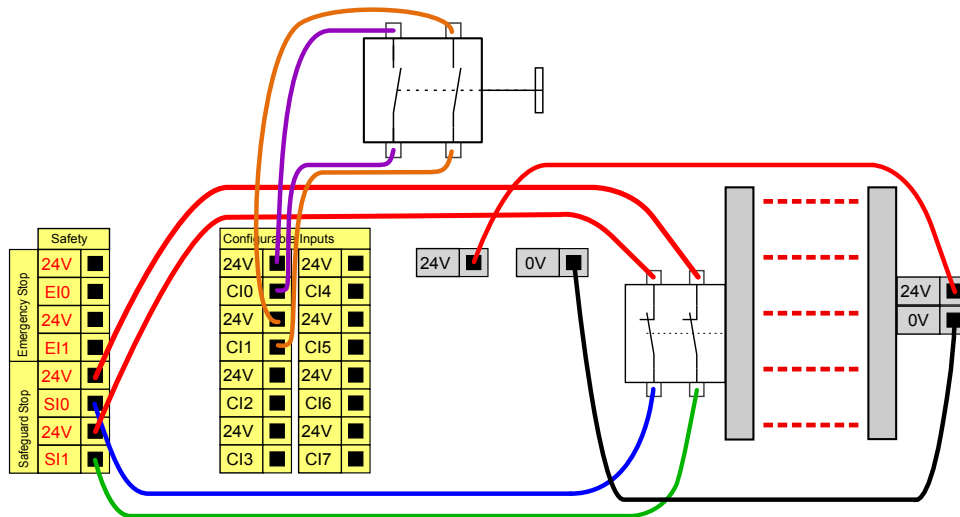 Safety
Emergency Stop
24V
EI0
24V
EI1
Safeguard Stop
24V
SI0
24V
SI1
Configurable Inputs
24V 24V
CI0 CI4
24V 24V
CI1 CI5
24V 24V
CI2 CI6
24V 24V
CI3 CI7
24V
0V
24V
0V